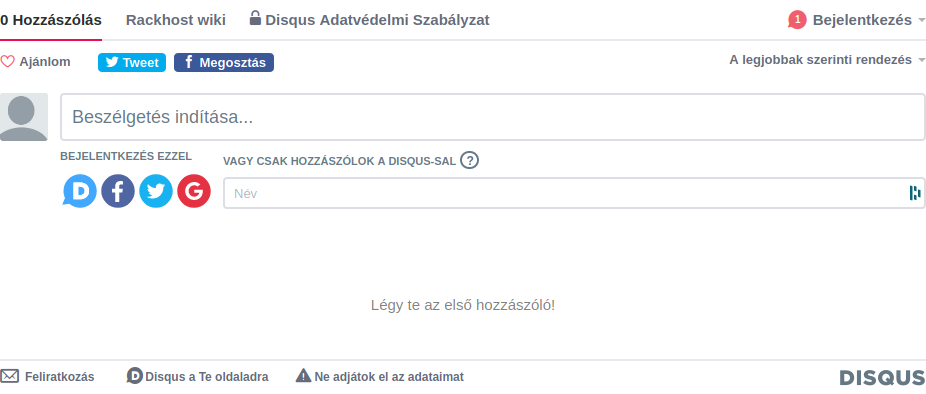 0 Hozzászólás Rackhost wiki Disqus Adatvédelmi Szabályzat 1 Bejelentkezés
Ajánlom Tweet f Megosztás A legjobbak szerinti rendezés
Beszélgetés indítása...
BEJELENTKEZÉS EZZEL
VAGY CSAK HOZZÁSZÓLOK A DISQUS-SAL ?
D f G
Név
Légy te az első hozzászóló!
Feliratkozás D Disqus a Te oldaladra Ne adjátok el az adataimat DISQUS